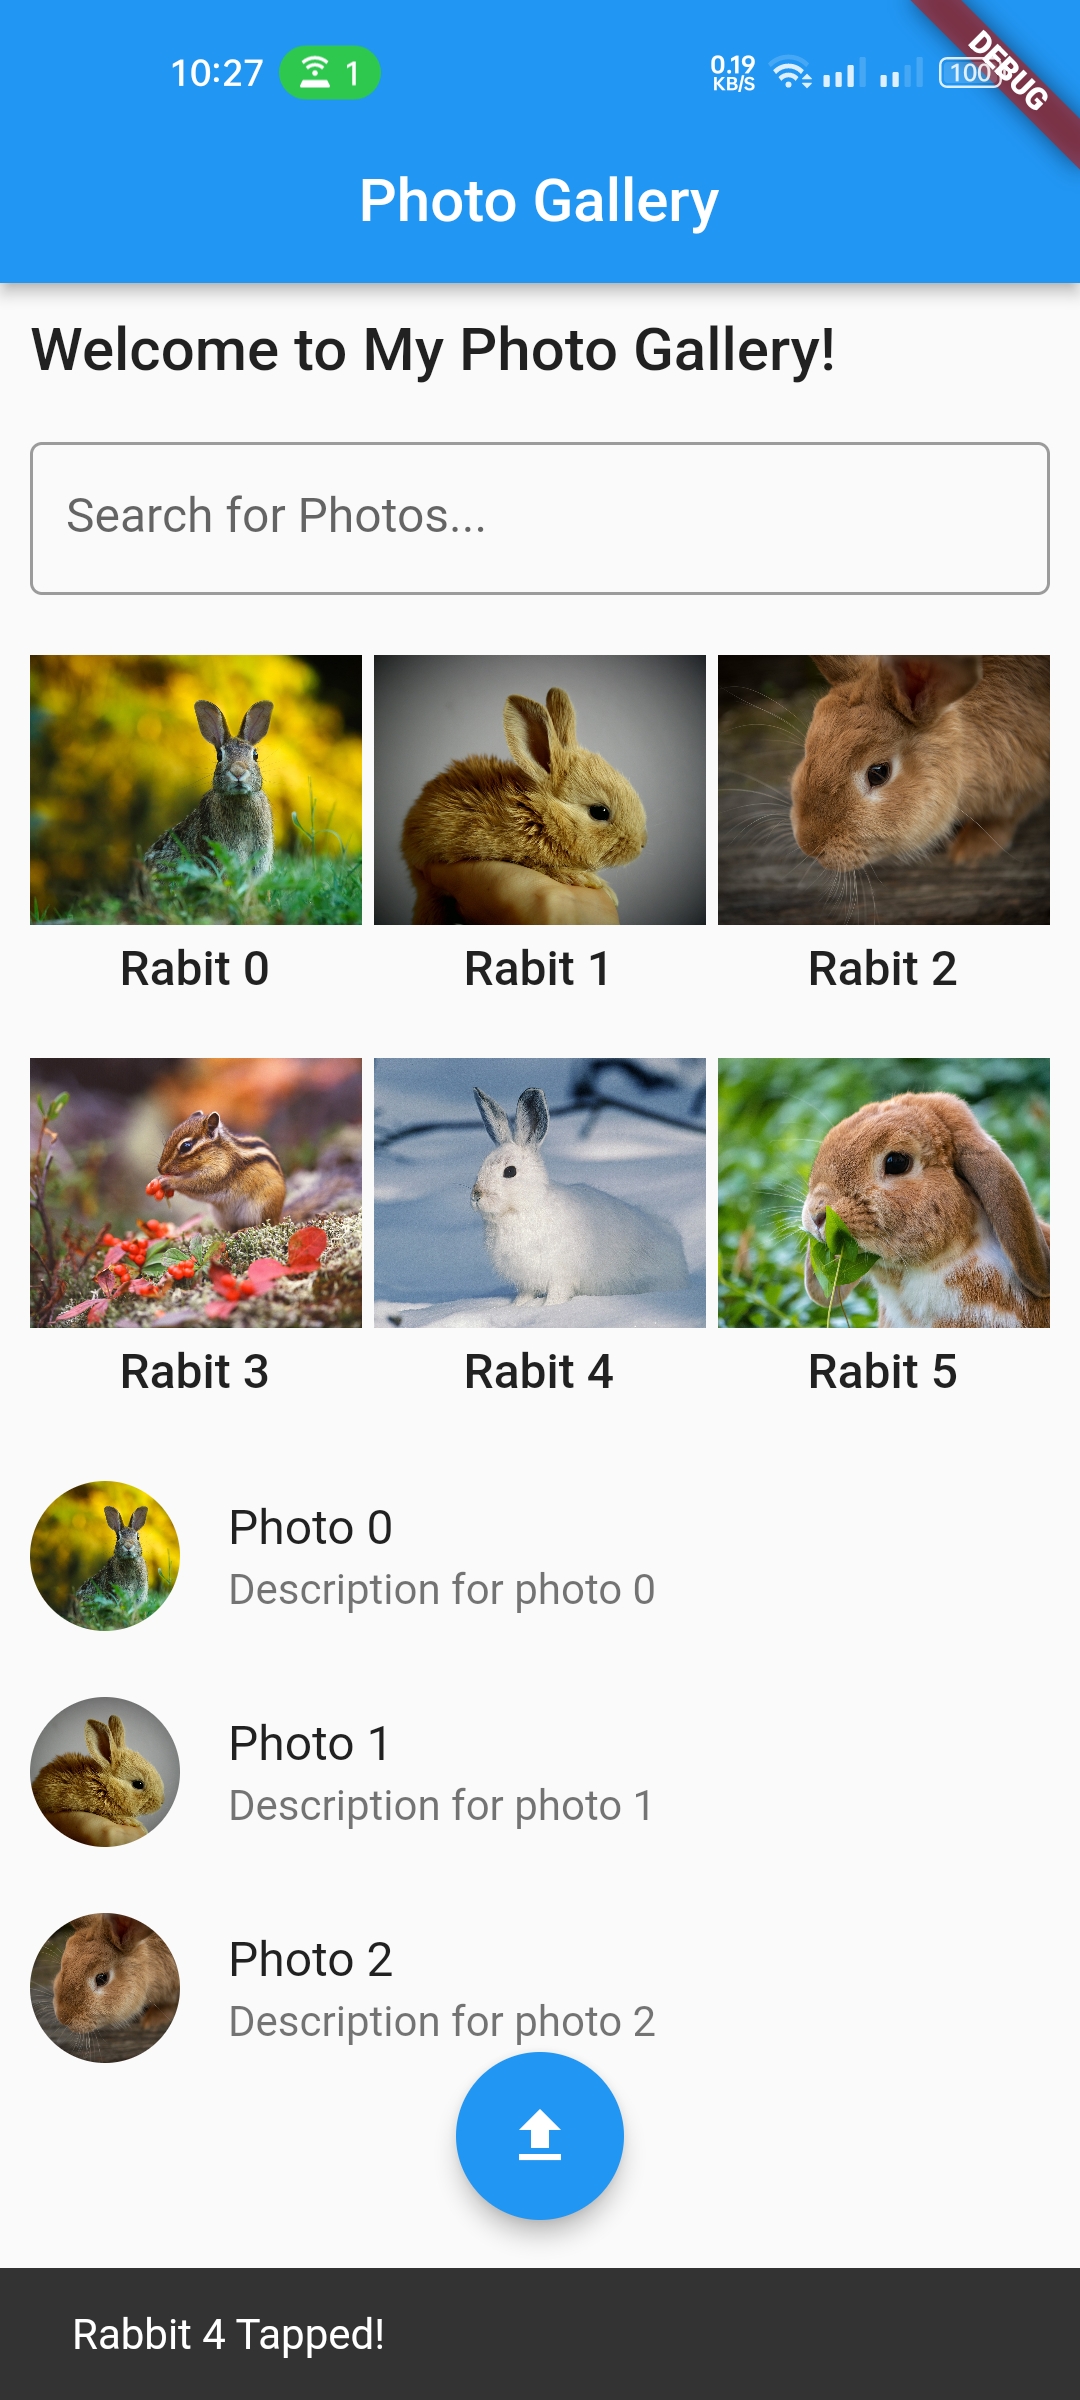 10:27 1 0.19 KB/S 100 DEBUG
Photo Gallery
Welcome to My Photo Gallery!
Search for Photos...
Rabit 0 Rabit 1 Rabit 2
Rabit 3 Rabit 4 Rabit 5
Photo 0
Description for photo 0
Photo 1
Description for photo 1
Photo 2
Description for photo 2
Rabbit 4 Tapped!